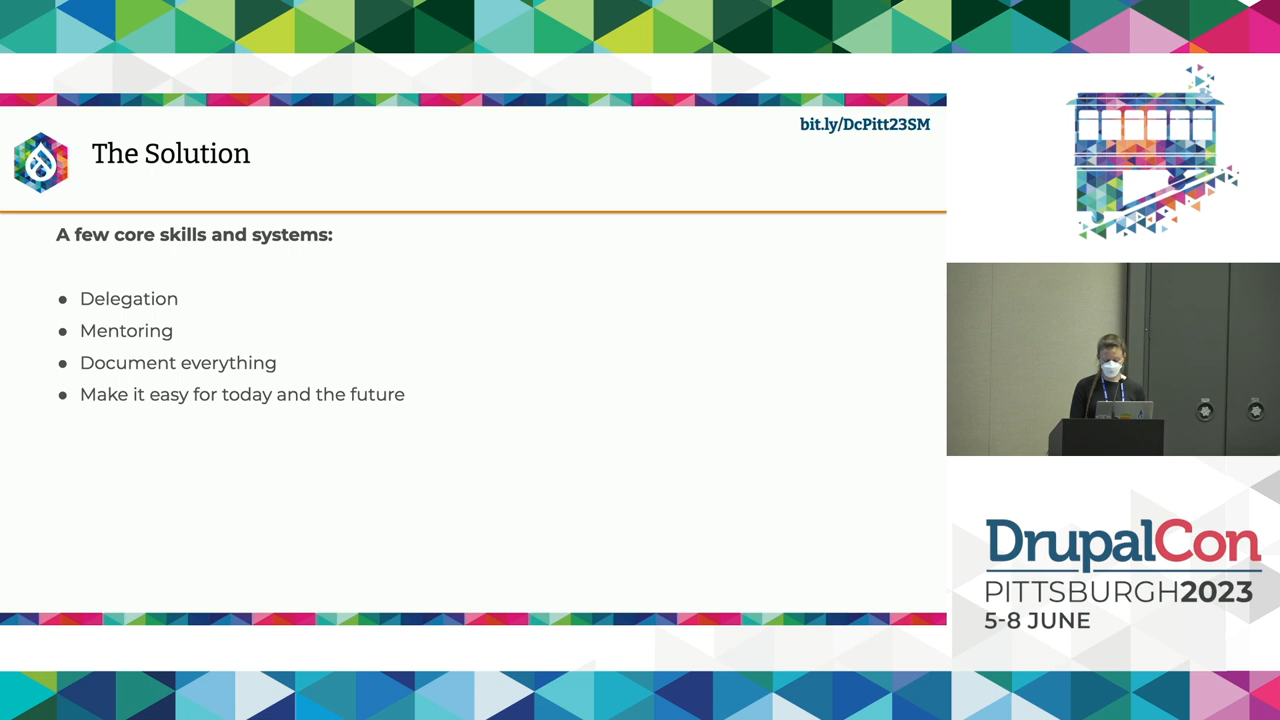 bit.ly/DcPitt23SM
The Solution
A few core skills and systems:
● Delegation
● Mentoring
● Document everything
● Make it easy for today and the future
DrupalCon
PITTSBURGH2023
5-8 JUNE